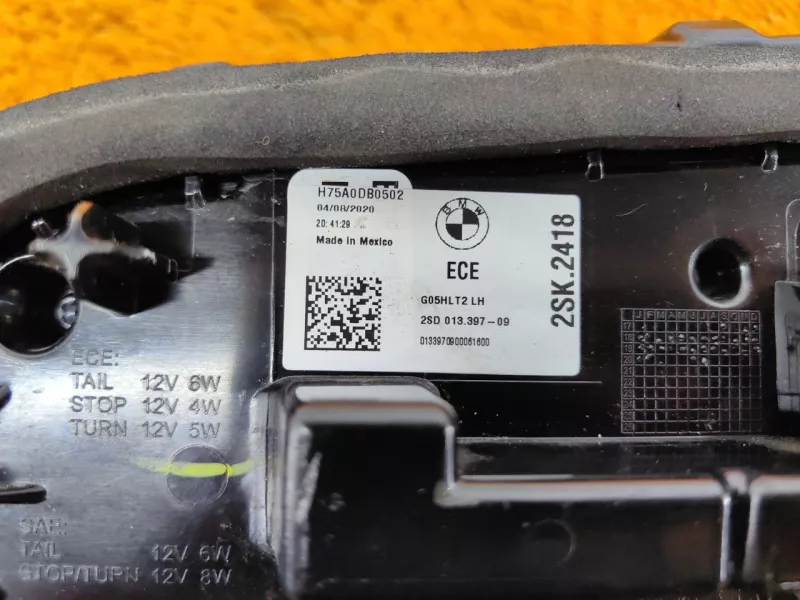 H75A0DB0502
04/08/2020
20:41:29
Made in Mexico
BMW
ECE
G05HLT2 LH
2SD 013.397-09
0133970900061600
2SK.2418
J F M A M J J A S O N D
17
18
ECE:
TAIL 12V 6W
STOP 12V 4W
TURN 12V 5W
SAE:
TAIL 12V 6W
STOP/TURN 12V 8W